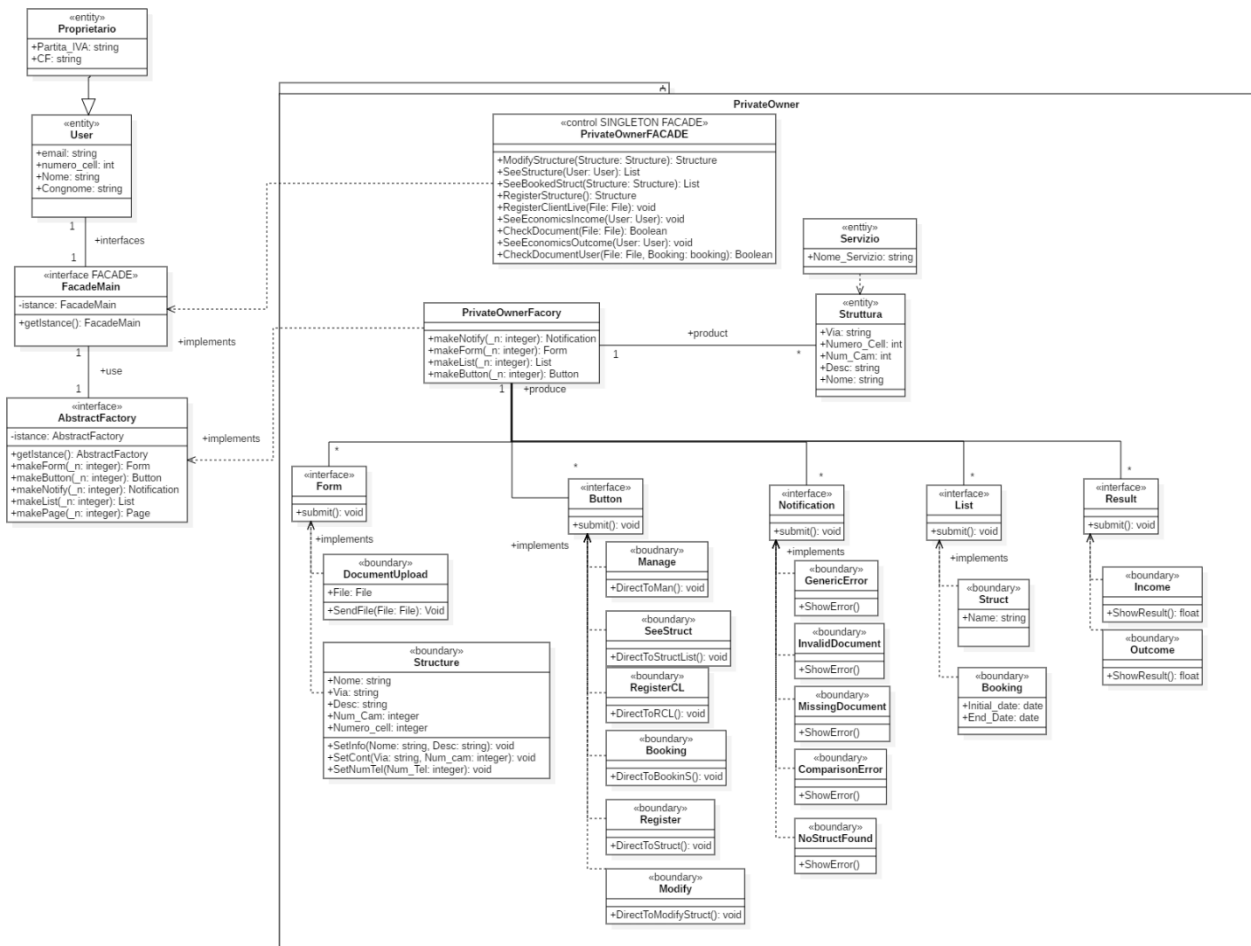 «entity»
Proprietario
+Partita_IVA: string
+CF: string
«entity»
User
+email: string
+numero_cell: int
+Nome: string
+Congnome: string
1
+interfaces
1
«interface FACADE»
FacadeMain
-istance: FacadeMain
+getIstance(): FacadeMain
+implements
1
+use
1
«interface»
AbstractFactory
-istance: AbstractFactory
+getIstance(): AbstractFactory
+makeForm(_n: integer): Form
+makeButton(_n: integer): Button
+makeNotify(_n: integer): Notification
+makeList(_n: integer): List
+makePage(_n: integer): Page
+implements
PrivateOwner
«control SINGLETON FACADE»
PrivateOwnerFACADE
+ModifyStructure(Structure: Structure): Structure
+SeeStructure(User: User): List
+SeeBookedStruct(Structure: Structure): List
+RegisterStructure(): Structure
+RegisterClientLive(File: File): void
+SeeEconomicsIncome(User: User): void
+CheckDocument(File: File): Boolean
+SeeEconomicsOutcome(User: User): void
+CheckDocumentUser(File: File, Booking: booking): Boolean
«enttiy»
Servizio
+Nome_Servizio: string
«entity»
Struttura
+Via: string
+Numero_Cell: int
+Num_Cam: int
+Desc: string
+Nome: string
PrivateOwnerFacory
+makeNotify(_n: integer): Notification
+makeForm(_n: integer): Form
+makeList(_n: integer): List
+makeButton(_n: integer): Button
+product
1
*
1
+produce
*
«interface»
Form
+submit(): void
+implements
«boundary»
DocumentUpload
+File: File
+SendFile(File: File): Void
«boundary»
Structure
+Nome: string
+Via: string
+Desc: string
+Num_Cam: integer
+Numero_cell: integer
+SetInfo(Nome: string, Desc: string): void
+SetCont(Via: string, Num_cam: integer): void
+SetNumTel(Num_Tel: integer): void
*
«interface»
Button
+submit(): void
+implements
«boudnary»
Manage
+DirectToMan(): void
«boundary»
SeeStruct
+DirectToStructList(): void
«boundary»
RegisterCL
+DirectToRCL(): void
«boundary»
Booking
+DirectToBookinS(): void
«boundary»
Register
+DirectToStruct(): void
«boundary»
Modify
+DirectToModifyStruct(): void
*
«interface»
Notification
+submit(): void
+implements
«boundary»
GenericError
+ShowError()
«boundary»
InvalidDocument
+ShowError()
«boundary»
MissingDocument
+ShowError()
«boundary»
ComparisonError
+ShowError()
«boundary»
NoStructFound
+ShowError()
*
«interface»
List
+submit(): void
+implements
«boundary»
Struct
+Name: string
«boundary»
Booking
+Initial_date: date
+End_Date: date
*
«interface»
Result
+submit(): void
«boundary»
Income
+ShowResult(): float
«boundary»
Outcome
+ShowResult(): float